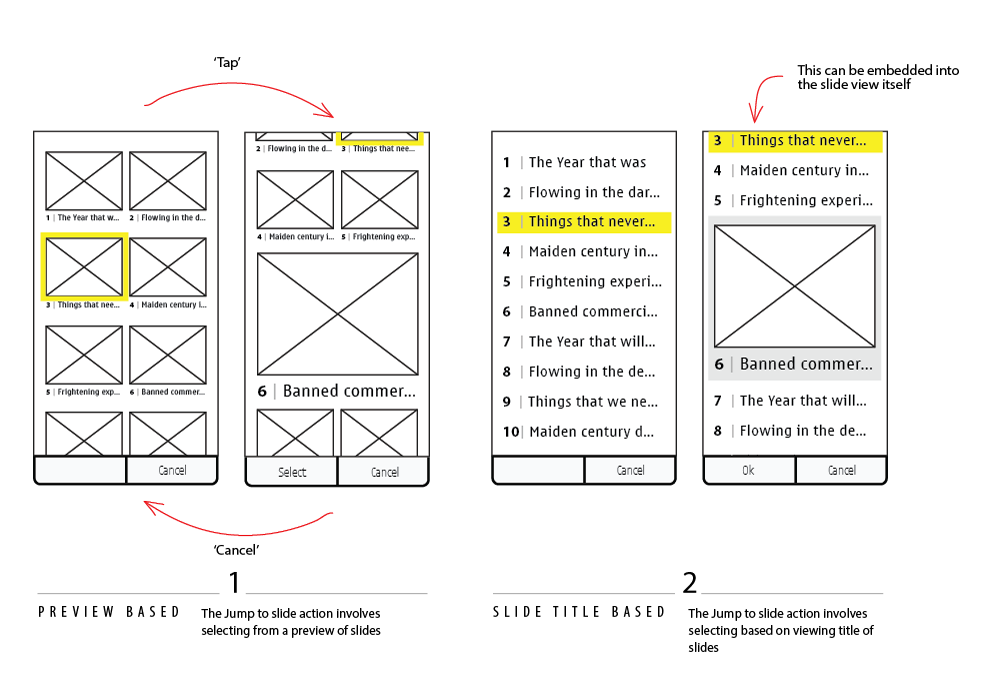 'Tap'
This can be embedded into
the slide view itself
1 | The Year that w...
2 | Flowing in the d...
3 | Things that nee...
4 | Maiden century i...
5 | Frightening exp...
6 | Banned commer...
Cancel
2 | Flowing in the d...
3 | Things that nee...
4 | Maiden century i...
5 | Frightening exp...
6 | Banned commer...
Select
Cancel
1 | The Year that was
2 | Flowing in the dar...
3 | Things that never...
4 | Maiden century in...
5 | Frightening experi...
6 | Banned commerci...
7 | The Year that will...
8 | Flowing in the de...
9 | Things that we ne...
10 | Maiden century d...
Cancel
3 | Things that never...
4 | Maiden century in...
5 | Frightening experi...
6 | Banned commer...
7 | The Year that will...
8 | Flowing in the de...
Ok
Cancel
'Cancel'
1
PREVIEW BASED
The Jump to slide action involves
selecting from a preview of slides
2
SLIDE TITLE BASED
The Jump to slide action involves
selecting based on viewing title of
slides